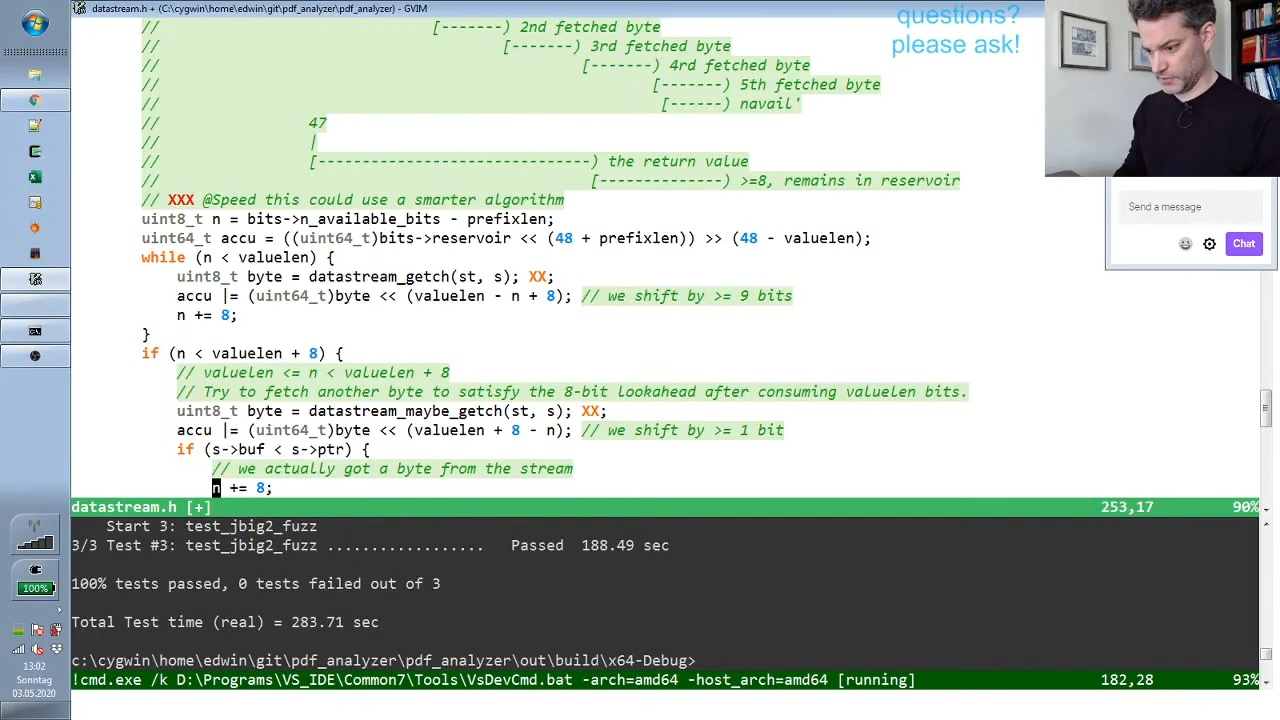 datastream.h + (C:\cygwin\home\edwin\git\pdf_analyzer\pdf_analyzer) - GVIM
questions?
please ask!
// [-------) 2nd fetched byte
// [-------) 3rd fetched byte
// [-------) 4rd fetched byte
// [-------) 5th fetched byte
// [------) navail'
// 47
// |
// [------------------------------) the return value
// [-------------) >=8, remains in reservoir
// XXX @Speed this could use a smarter algorithm
uint8_t n = bits->n_available_bits - prefixlen;
uint64_t accu = ((uint64_t)bits->reservoir << (48 + prefixlen)) >> (48 - valuelen);
while (n < valuelen) {
uint8_t byte = datastream_getch(st, s); XX;
accu |= (uint64_t)byte << (valuelen - n + 8); // we shift by >= 9 bits
n += 8;
}
if (n < valuelen + 8) {
// valuelen <= n < valuelen + 8
// Try to fetch another byte to satisfy the 8-bit lookahead after consuming valuelen bits.
uint8_t byte = datastream_maybe_getch(st, s); XX;
accu |= (uint64_t)byte << (valuelen + 8 - n); // we shift by >= 1 bit
if (s->buf < s->ptr) {
// we actually got a byte from the stream
n += 8;
datastream.h [+] 253,17 90%
Start 3: test_jbig2_fuzz
3/3 Test #3: test_jbig2_fuzz .................. Passed 188.49 sec
100% tests passed, 0 tests failed out of 3
Total Test time (real) = 283.71 sec
c:\cygwin\home\edwin\git\pdf_analyzer\pdf_analyzer\out\build\x64-Debug>
!cmd.exe /k D:\Programs\VS_IDE\Common7\Tools\VsDevCmd.bat -arch=amd64 -host_arch=amd64 [running] 182,28 93%
Send a message
Chat
100%
13:02
Sonntag
03.05.2020